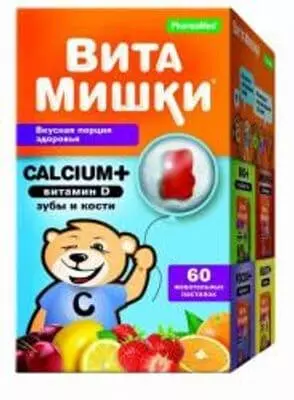 PharmaMed
ВИТА
МИШКИ
Вкусная порция
здоровья
CALCIUM+
витамин D
зубы и кости
60
жевательных
пастилок
C